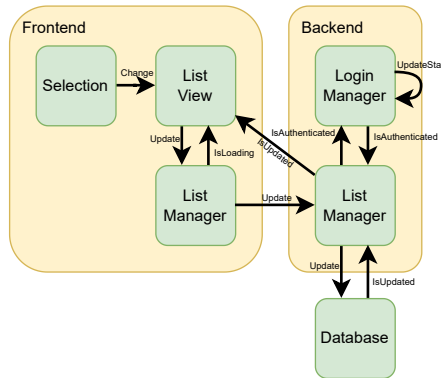 Frontend
Backend
Selection
Change
List
View
Login
Manager
UpdateSta
Update
IsLoading
IsUpdated
IsAuthenticated
IsAuthenticated
List
Manager
Update
List
Manager
Update
IsUpdated
Database